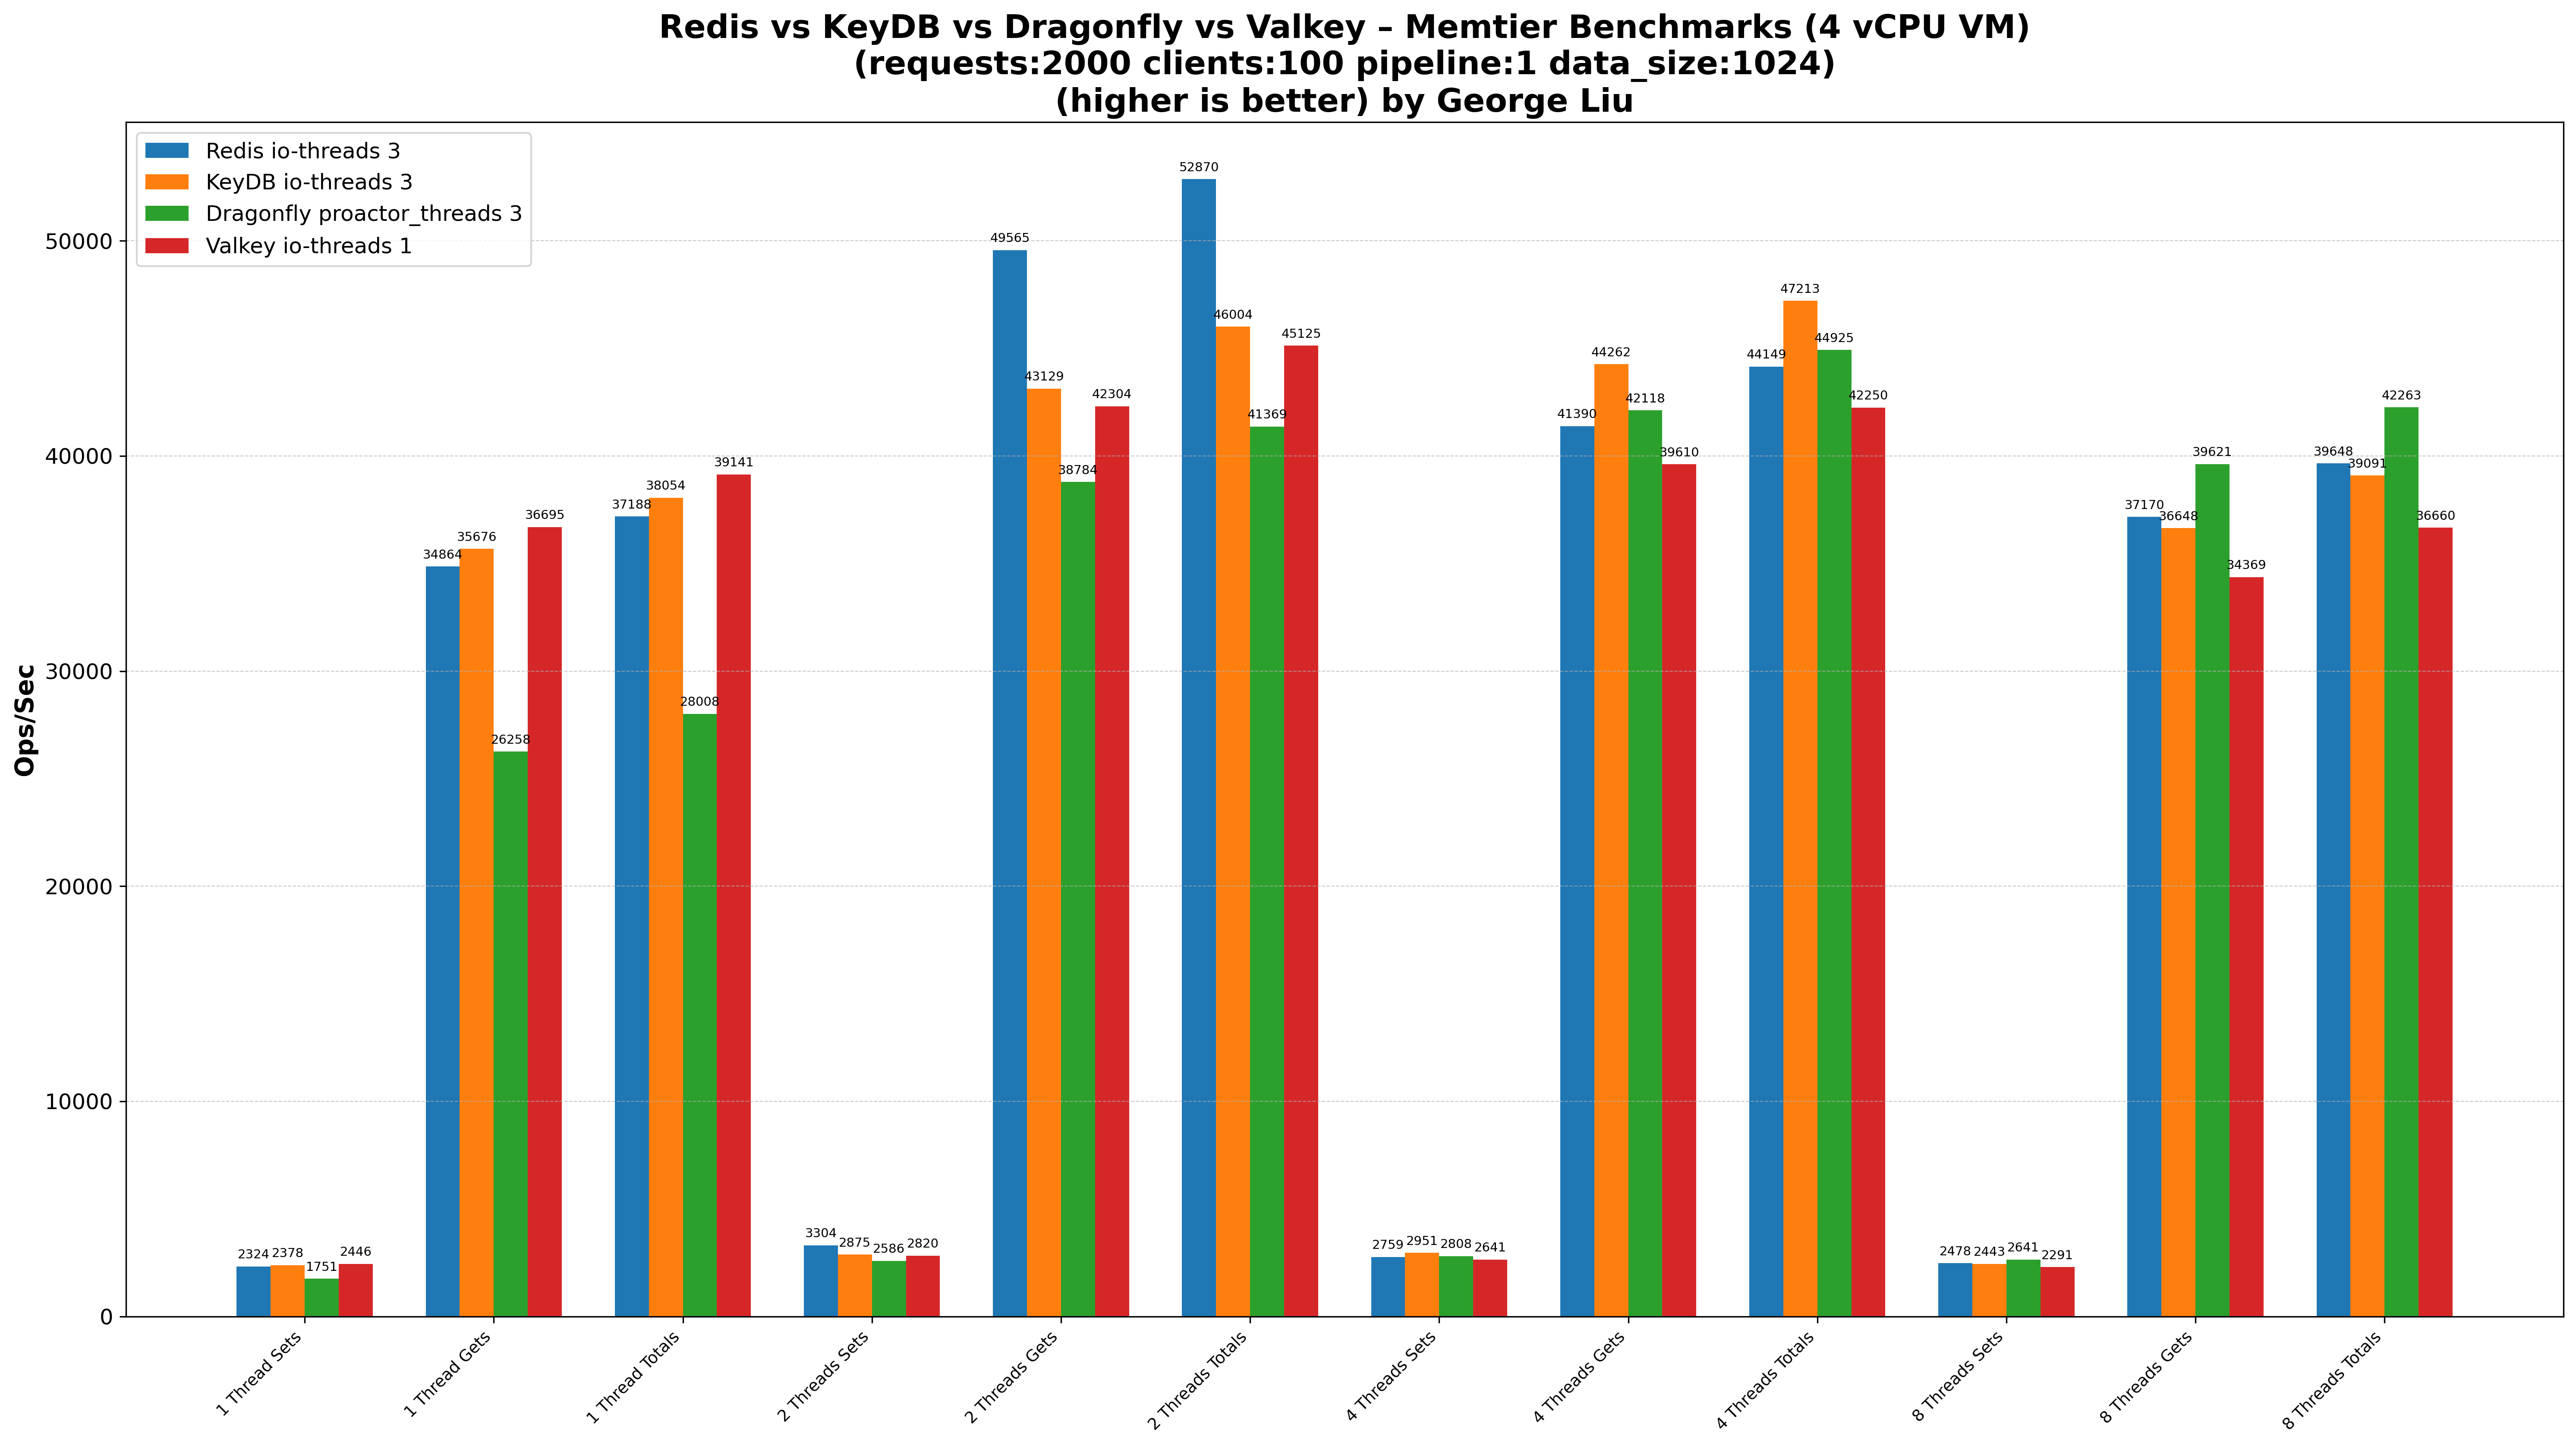 Redis vs KeyDB vs Dragonfly vs Valkey – Memtier Benchmarks (4 vCPU VM)
(requests:2000 clients:100 pipeline:1 data_size:1024)
(higher is better) by George Liu
Redis io-threads 3
KeyDB io-threads 3
Dragonfly proactor_threads 3
Valkey io-threads 1
Ops/Sec
50000
40000
30000
20000
10000
0
2324 2378 1751 2446
34864 35676 26258 36695
37188 38054 28008 39141
3304 2875 2586 2820
49565 43129 38784 42304
52870 46004 41369 45125
2759 2951 2808 2641
41390 44262 42118 39610
44149 47213 44925 42250
2478 2443 2641 2291
37170 36648 39621 34369
39648 39091 42263 36660
1 Thread Sets
1 Thread Gets
1 Thread Totals
2 Threads Sets
2 Threads Gets
2 Threads Totals
4 Threads Sets
4 Threads Gets
4 Threads Totals
8 Threads Sets
8 Threads Gets
8 Threads Totals